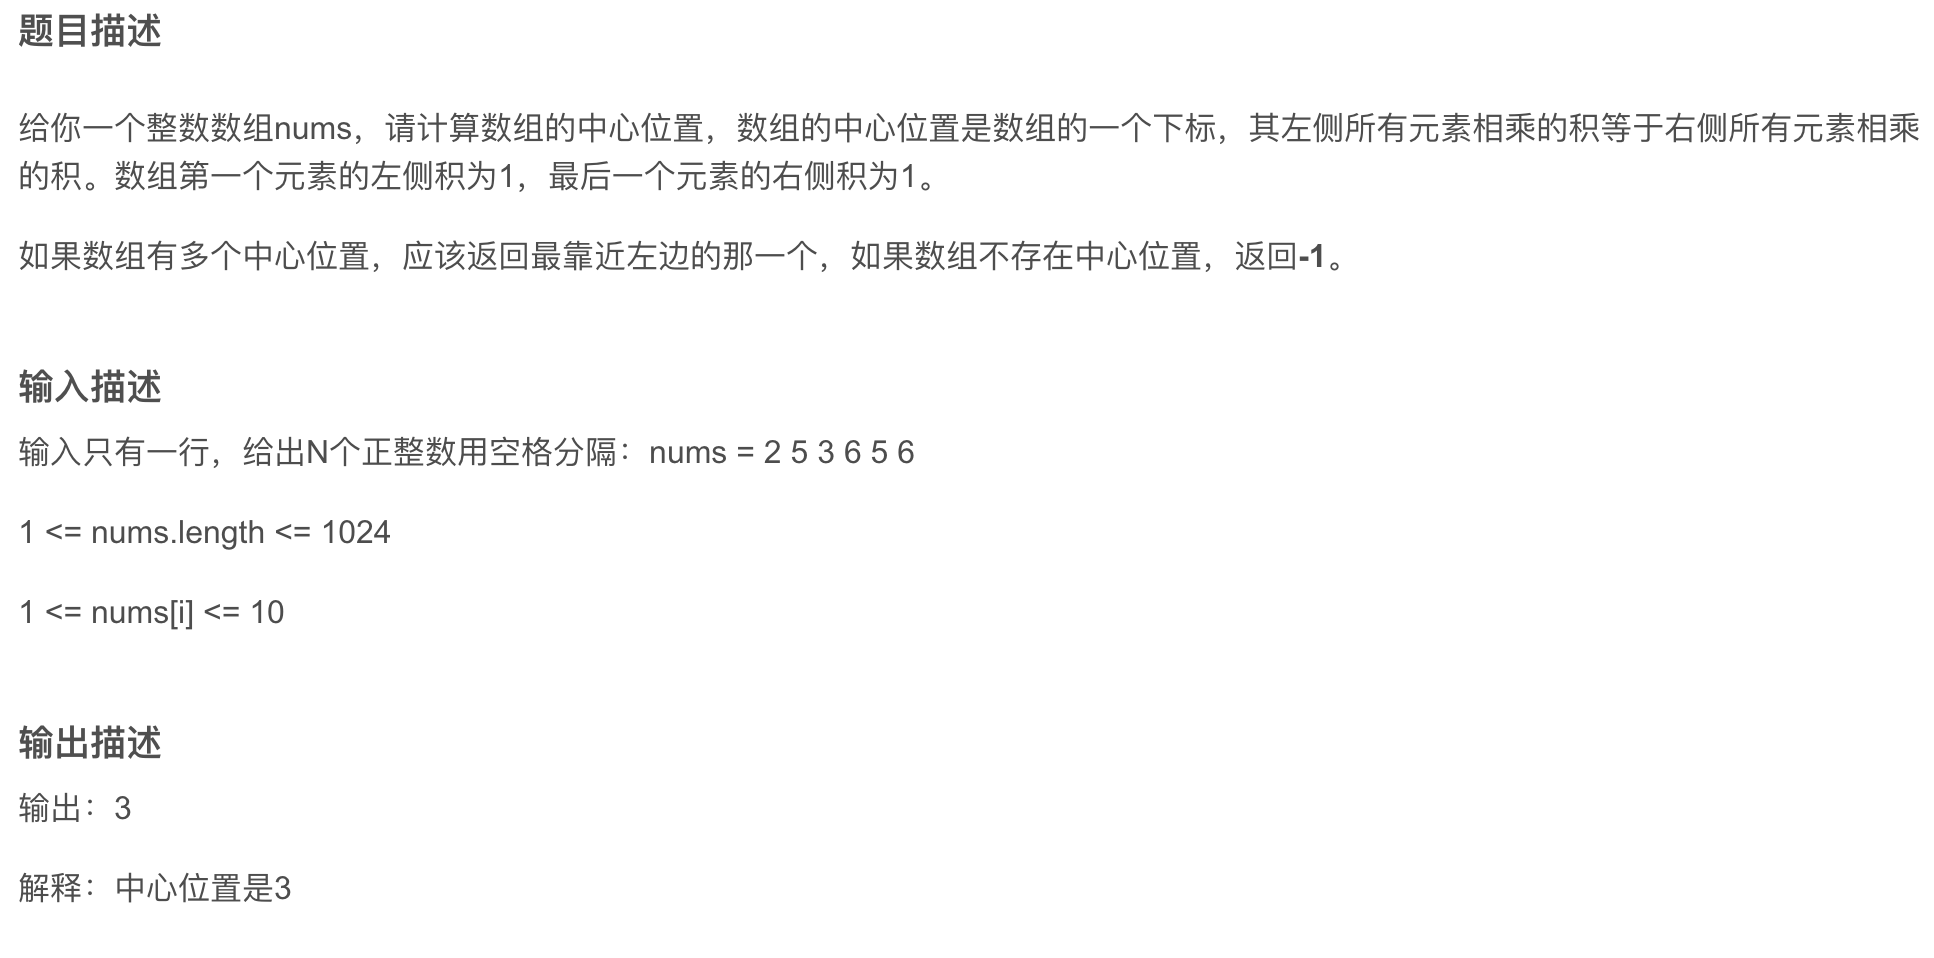 题目描述
给你一个整数数组nums，请计算数组的中心位置，数组的中心位置是数组的一个下标，其左侧所有元素相乘的积等于右侧所有元素相乘
的积。数组第一个元素的左侧积为1，最后一个元素的右侧积为1。
如果数组有多个中心位置，应该返回最靠近左边的那一个，如果数组不存在中心位置，返回-1。
输入描述
输入只有一行，给出N个正整数用空格分隔：nums = 2 5 3 6 5 6
1 <= nums.length <= 1024
1 <= nums[i] <= 10
输出描述
输出：3
解释：中心位置是3